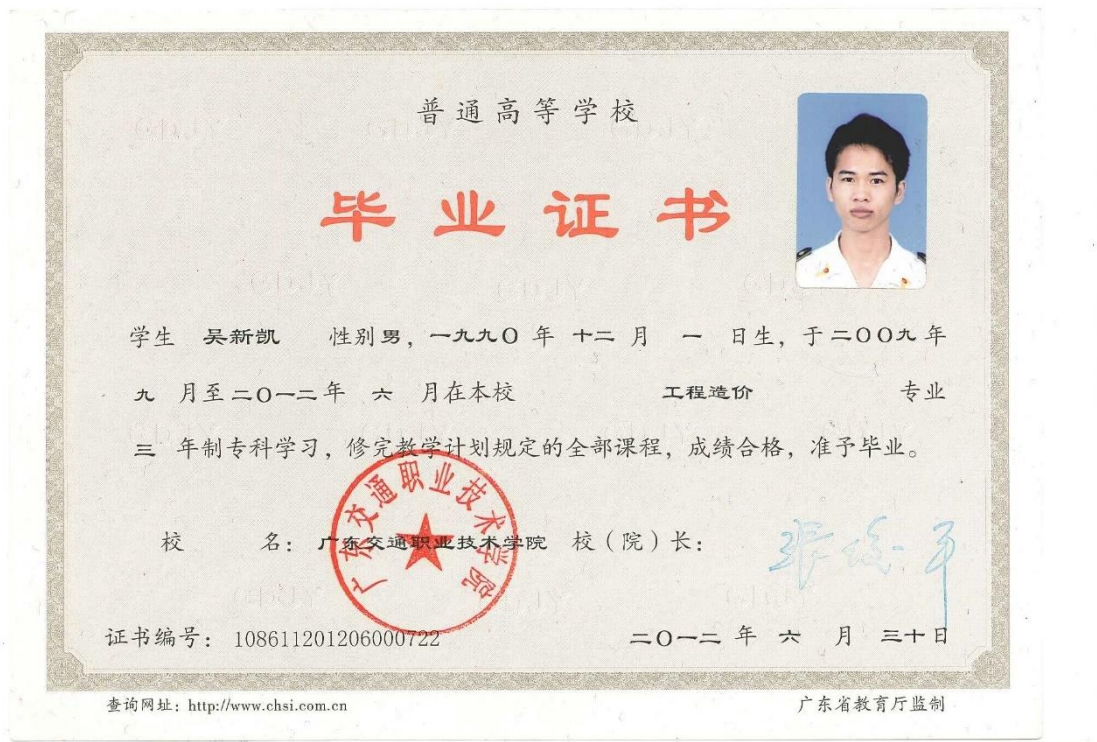 普通高等学校
毕业证书
学生 吴新凯 性别男，一九九〇年 十二 月 一 日生，于二〇〇九年
九 月至二〇一二年 六 月在本校 工程造价 专业
三 年制专科学习，修完教学计划规定的全部课程，成绩合格，准予毕业。
广东交通职业技术学院
校 名：广东交通职业技术学院 校（院）长：
证书编号：108611201206000722 二〇一二 年 六 月 三十日
查询网址：http://www.chsi.com.cn 广东省教育厅监制